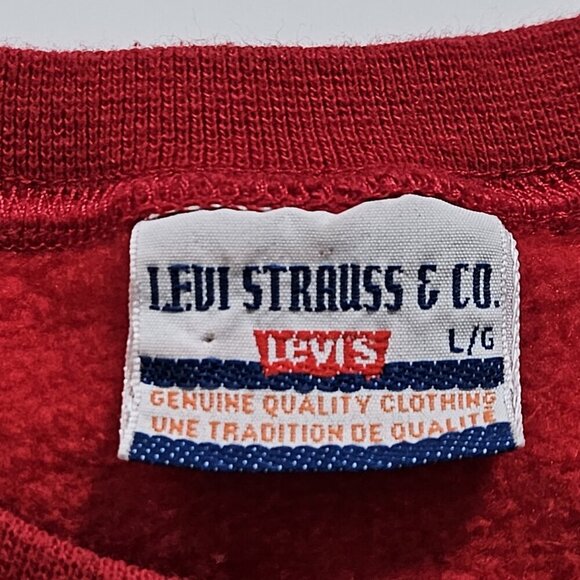 LEVI STRAUSS & CO.
LEVI'S
L/G
GENUINE QUALITY CLOTHING
UNE TRADITION DE QUALITÉ